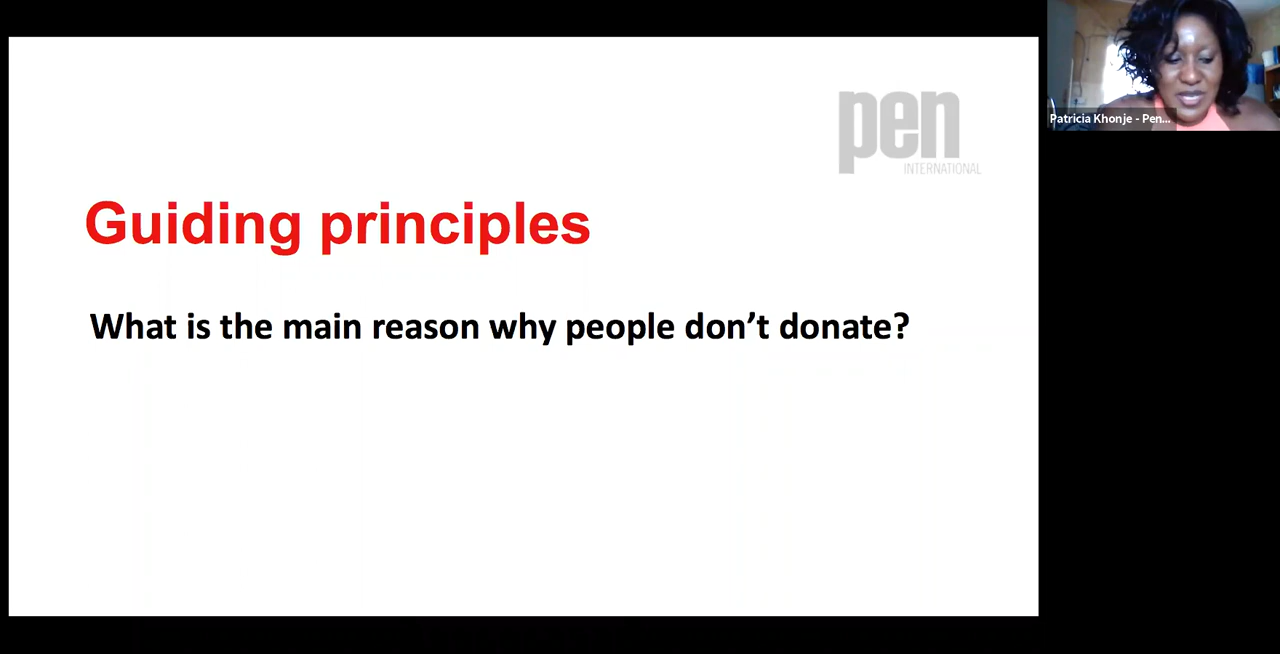 pen
INTERNATIONAL
Patricia Khonje - Pen...
Guiding principles
What is the main reason why people don’t donate?